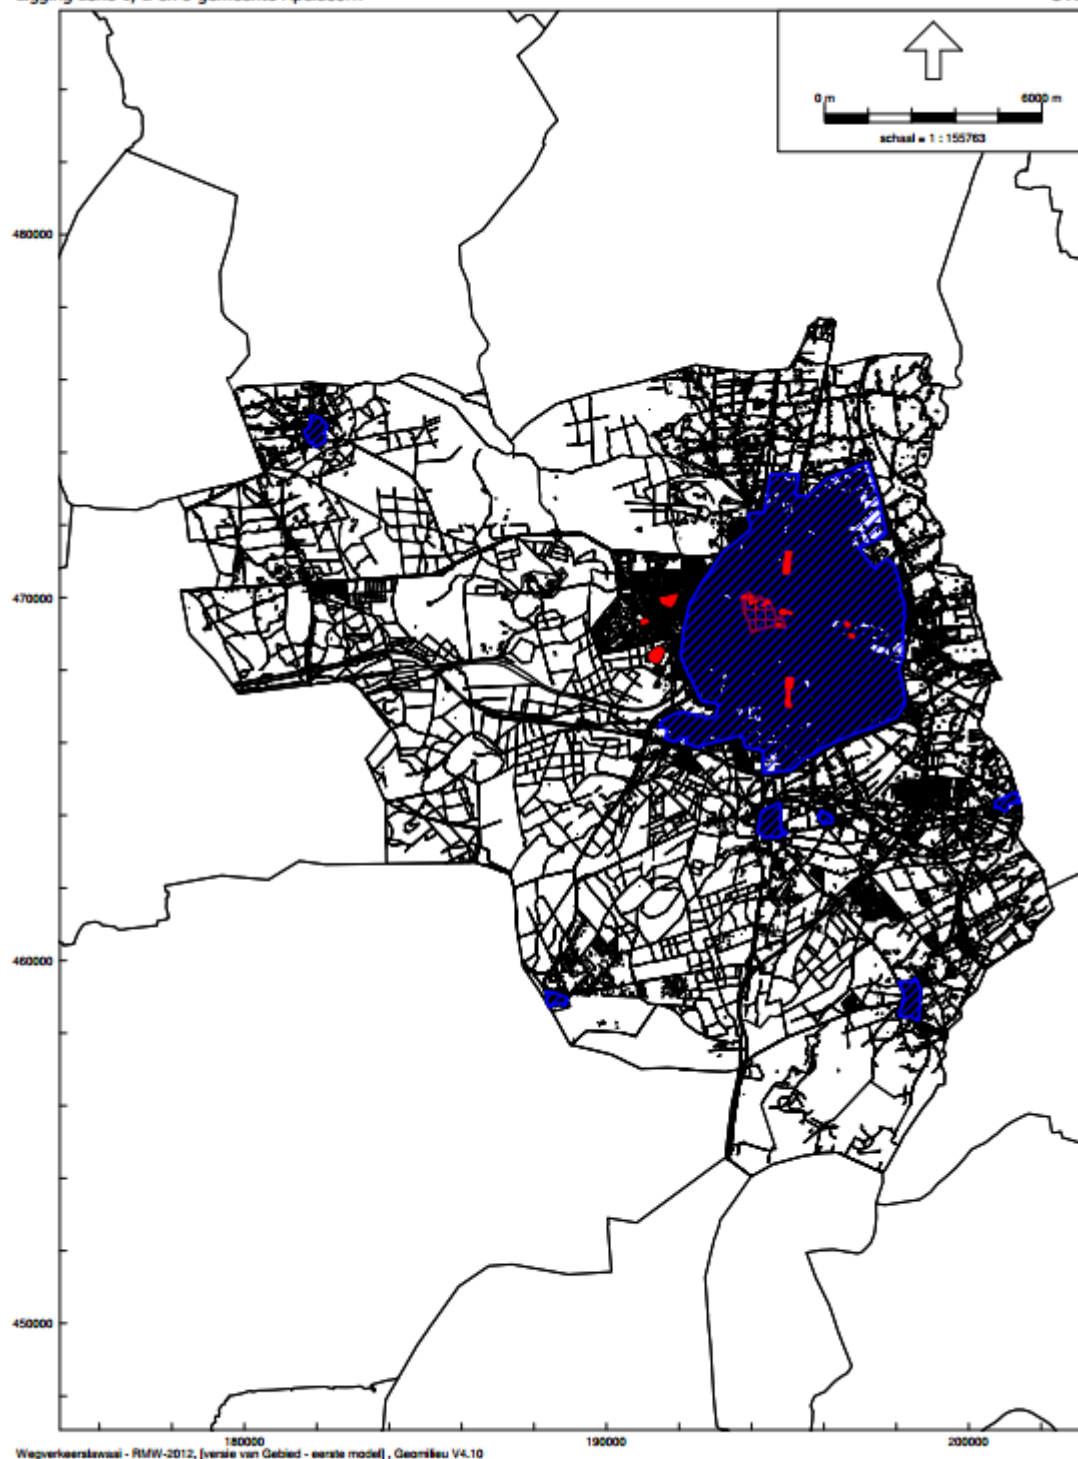 0 m 6000 m
schaal = 1 : 155763
480000
470000
460000
450000
180000 190000 200000
Wegverkeerslawaai - RMW-2012, [versie van Gebied - eerste model] , Geomilieu V4.10